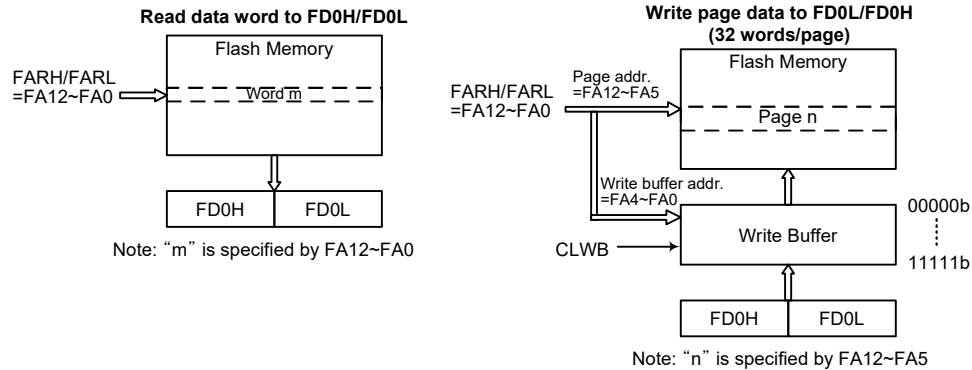 Read data word to FD0H/FD0L
Flash Memory
FARH/FARL
=FA12~FA0
Word m
FD0H
FD0L
Note: “m” is specified by FA12~FA0
Write page data to FD0L/FD0H
(32 words/page)
Flash Memory
Page addr.
=FA12~FA5
FARH/FARL
=FA12~FA0
Page n
Write buffer addr.
=FA4~FA0
00000b
Write Buffer
CLWB
11111b
FD0H
FD0L
Note: “n” is specified by FA12~FA5